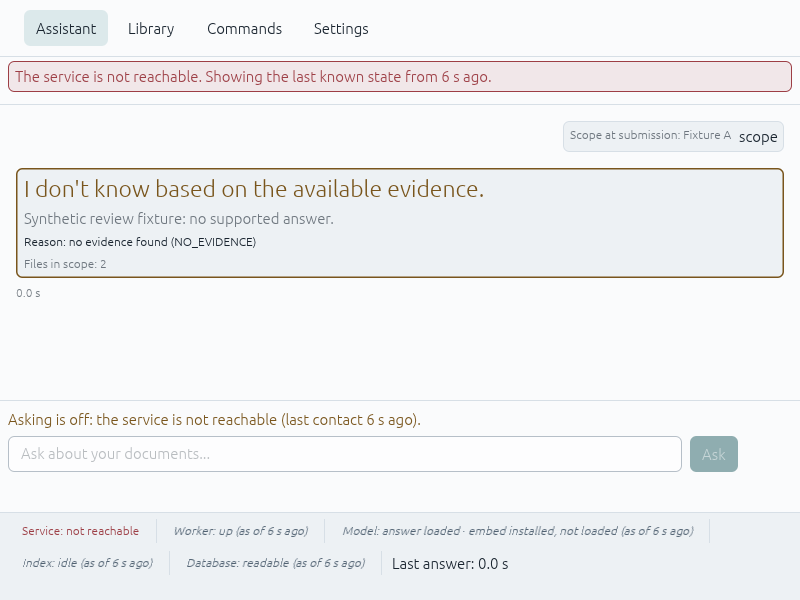 Assistant Library Commands Settings
The service is not reachable. Showing the last known state from 6 s ago.
Scope at submission: Fixture A scope
I don't know based on the available evidence.
Synthetic review fixture: no supported answer.
Reason: no evidence found (NO_EVIDENCE)
Files in scope: 2
0.0 s
Asking is off: the service is not reachable (last contact 6 s ago).
Ask about your documents... Ask
Service: not reachable Worker: up (as of 6 s ago) Model: answer loaded · embed installed, not loaded (as of 6 s ago)
Index: idle (as of 6 s ago) Database: readable (as of 6 s ago) Last answer: 0.0 s